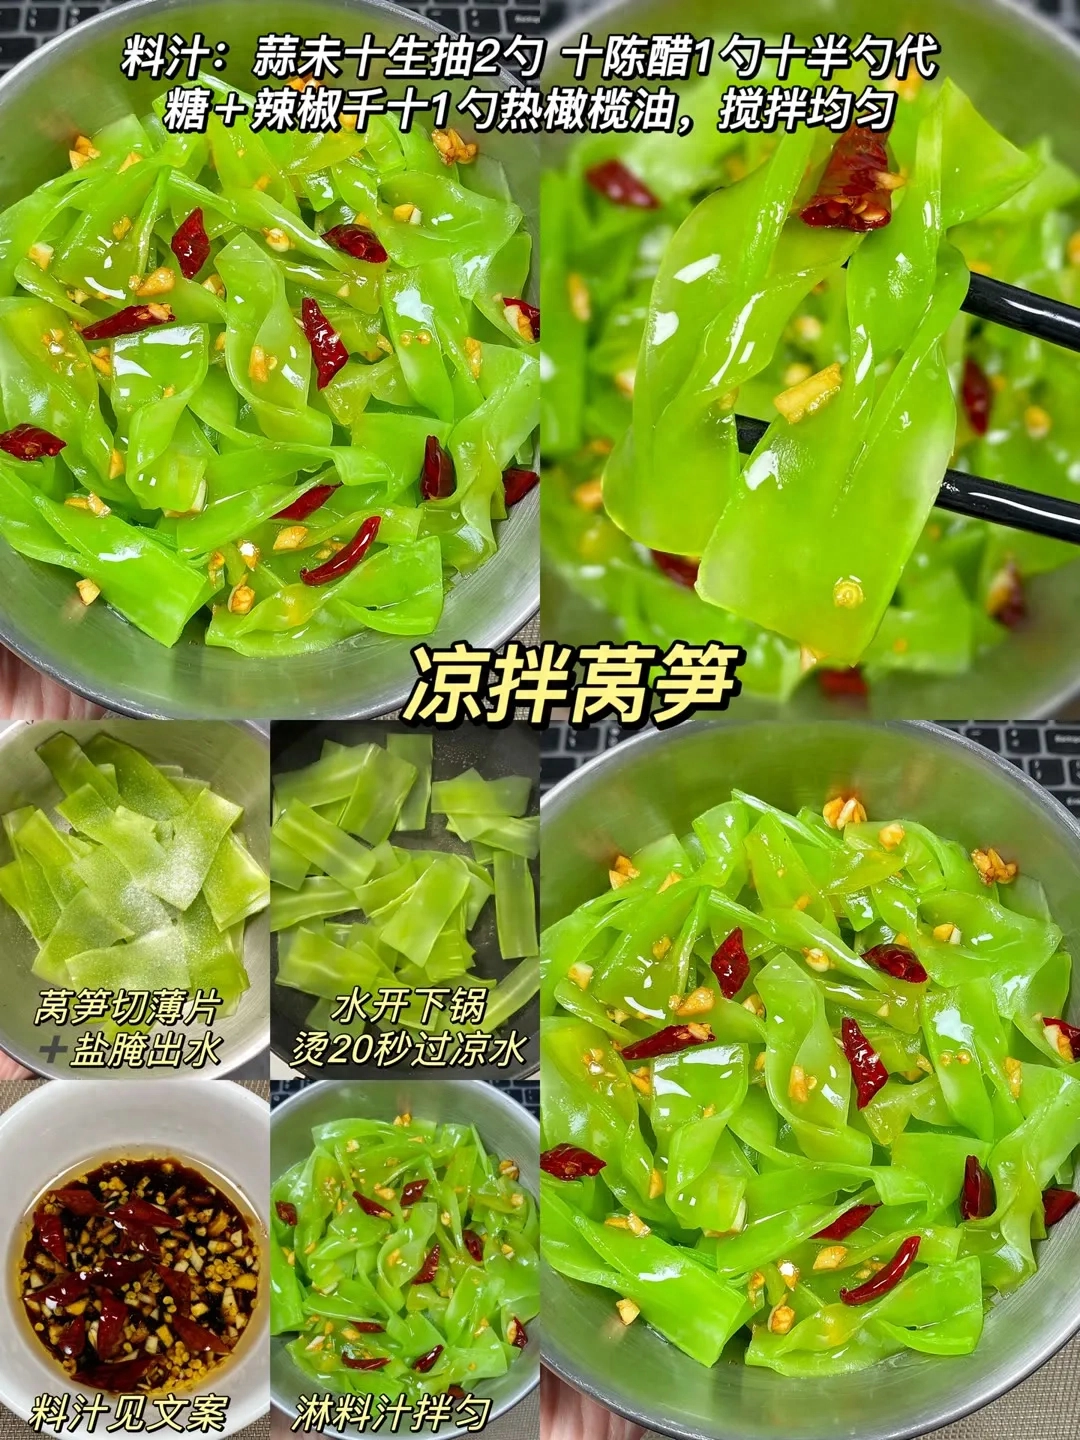 料汁：蒜未十生抽2勺 十陈醋1勺十半勺代
糖＋辣椒千十1勺热橄榄油，搅拌均匀
凉拌莴笋
莴笋切薄片
➕盐腌出水
水开下锅
烫20秒过凉水
料汁见文案
淋料汁拌匀